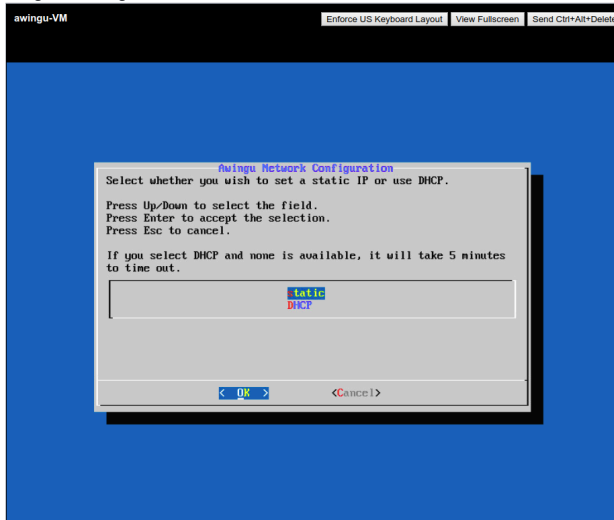 awingu-VM
Enforce US Keyboard Layout View Fullscreen Send Ctrl+Alt+Delete
Awingu Network Configuration
Select whether you wish to set a static IP or use DHCP.
Press Up/Down to select the field.
Press Enter to accept the selection.
Press Esc to cancel.
If you select DHCP and none is available, it will take 5 minutes
to time out.
static
DHCP
< OK > <Cancel>